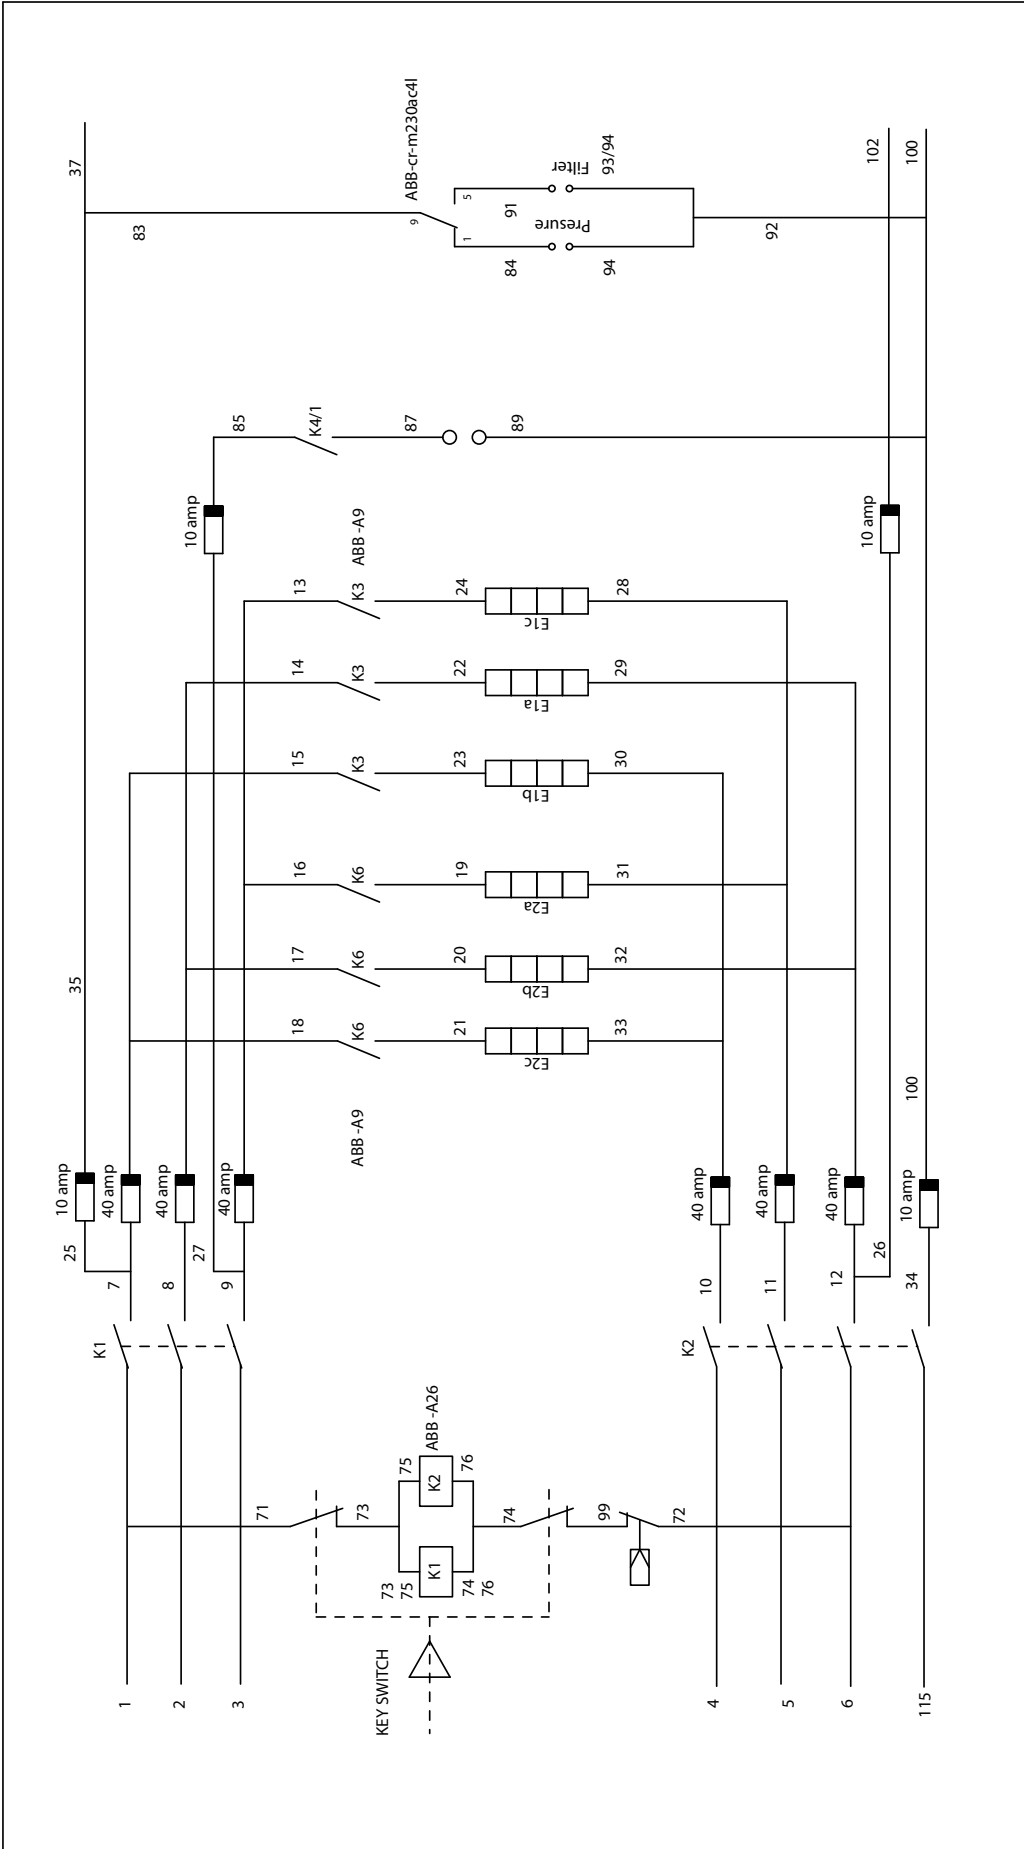 37
83
ABB-cr-m230ac4l
9
1
5
84
91
Presure
Filter
94
93/94
92
102
100
85
K4/1
87
89
10 amp
10 amp
13
K3
ABB -A9
24
E1c
28
14
K3
22
E1a
29
15
K3
23
E1b
30
16
K6
19
E2a
31
35
17
K6
20
E2b
32
18
K6
21
E2c
33
ABB -A9
100
10 amp
40 amp
40 amp
40 amp
40 amp
40 amp
40 amp
10 amp
25
27
26
7
8
9
10
11
12
34
K1
K2
71
73
75
K2
76
ABB -A26
74
99
72
73
75
K1
74
76
KEY SWITCH
1
2
3
4
5
6
115